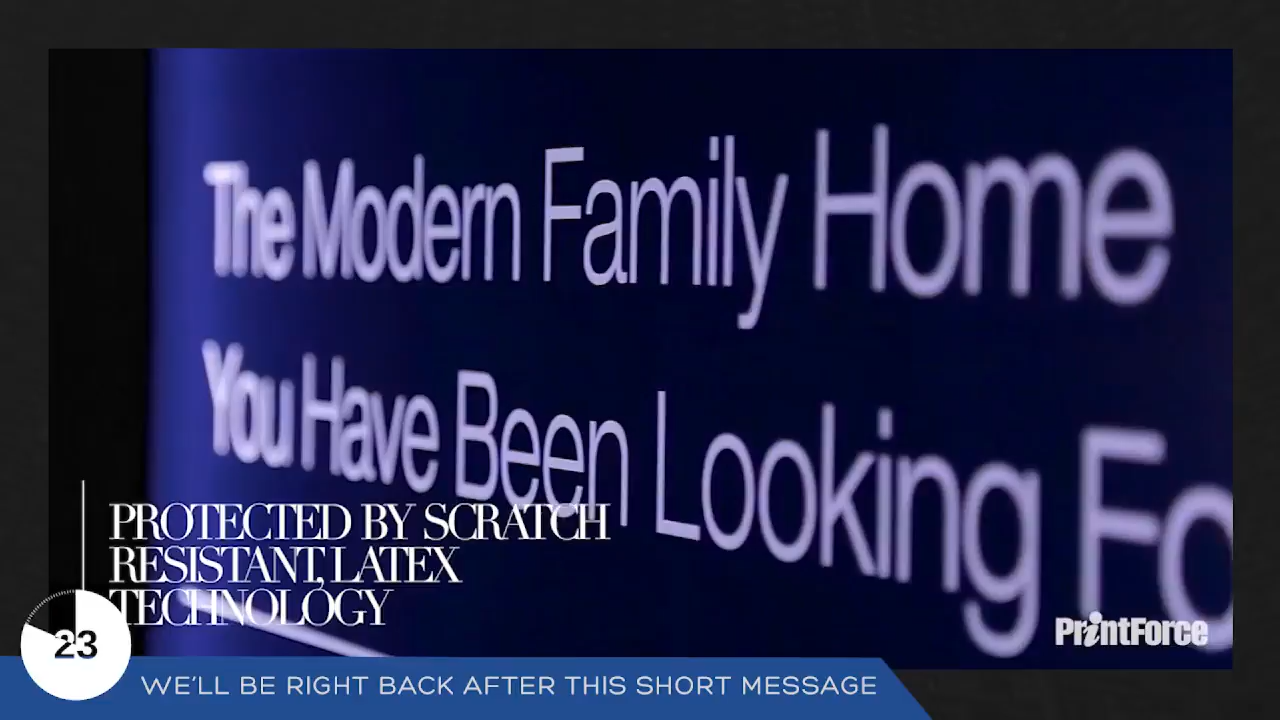 The Modern Family Home
You Have Been Looking Fo
PROTECTED BY SCRATCH
RESISTANT, LATEX
TECHNOLOGY
PrintForce
23
WE'LL BE RIGHT BACK AFTER THIS SHORT MESSAGE